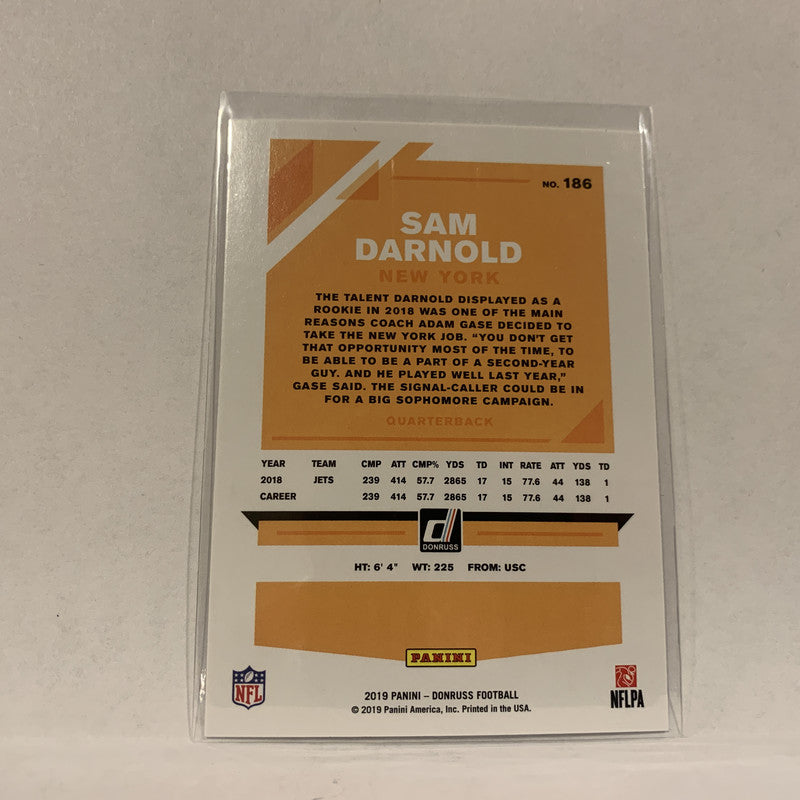 NO. 186
SAM
DARNOLD
NEW YORK
THE TALENT DARNOLD DISPLAYED AS A
ROOKIE IN 2018 WAS ONE OF THE MAIN
REASONS COACH ADAM GASE DECIDED TO
TAKE THE NEW YORK JOB. “YOU DON'T GET
THAT OPPORTUNITY MOST OF THE TIME, TO
BE ABLE TO BE A PART OF A SECOND-YEAR
GUY. AND HE PLAYED WELL LAST YEAR,”
GASE SAID. THE SIGNAL-CALLER COULD BE IN
FOR A BIG SOPHOMORE CAMPAIGN.
QUARTERBACK
YEAR TEAM CMP ATT CMP% YDS TD INT RATE ATT YDS TD
2018 JETS 239 414 57.7 2865 17 15 77.6 44 138 1
CAREER 239 414 57.7 2865 17 15 77.6 44 138 1
d
DONRUSS
HT: 6' 4" WT: 225 FROM: USC
PANINI
NFL
NFLPA
2019 PANINI – DONRUSS FOOTBALL
© 2019 Panini America, Inc. Printed in the USA.